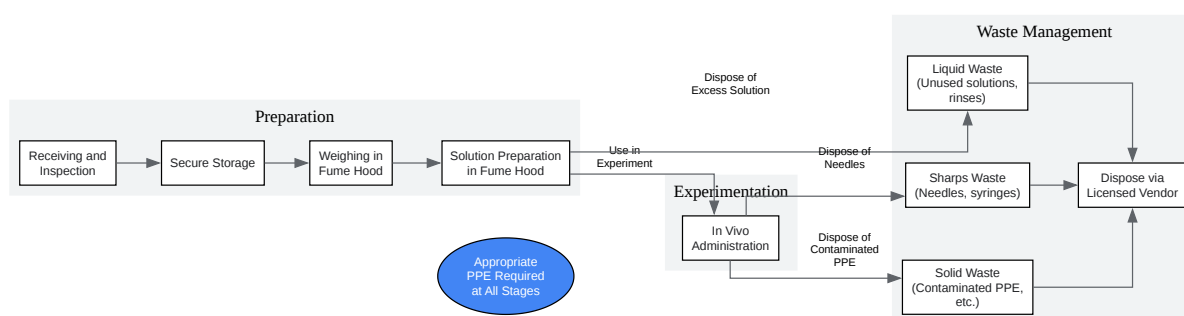 Waste Management
Dispose of
Excess Solution
Liquid Waste
(Unused solutions,
rinses)
Preparation
Receiving and
Inspection
Secure Storage
Weighing in
Fume Hood
Solution Preparation
in Fume Hood
Use in
Experiment
Dispose of
Needles
Experimentation
Sharps Waste
(Needles, syringes)
Dispose via
Licensed Vendor
In Vivo
Administration
Dispose of
Contaminated
PPE
Appropriate
PPE Required
at All Stages
Solid Waste
(Contaminated PPE,
etc.)